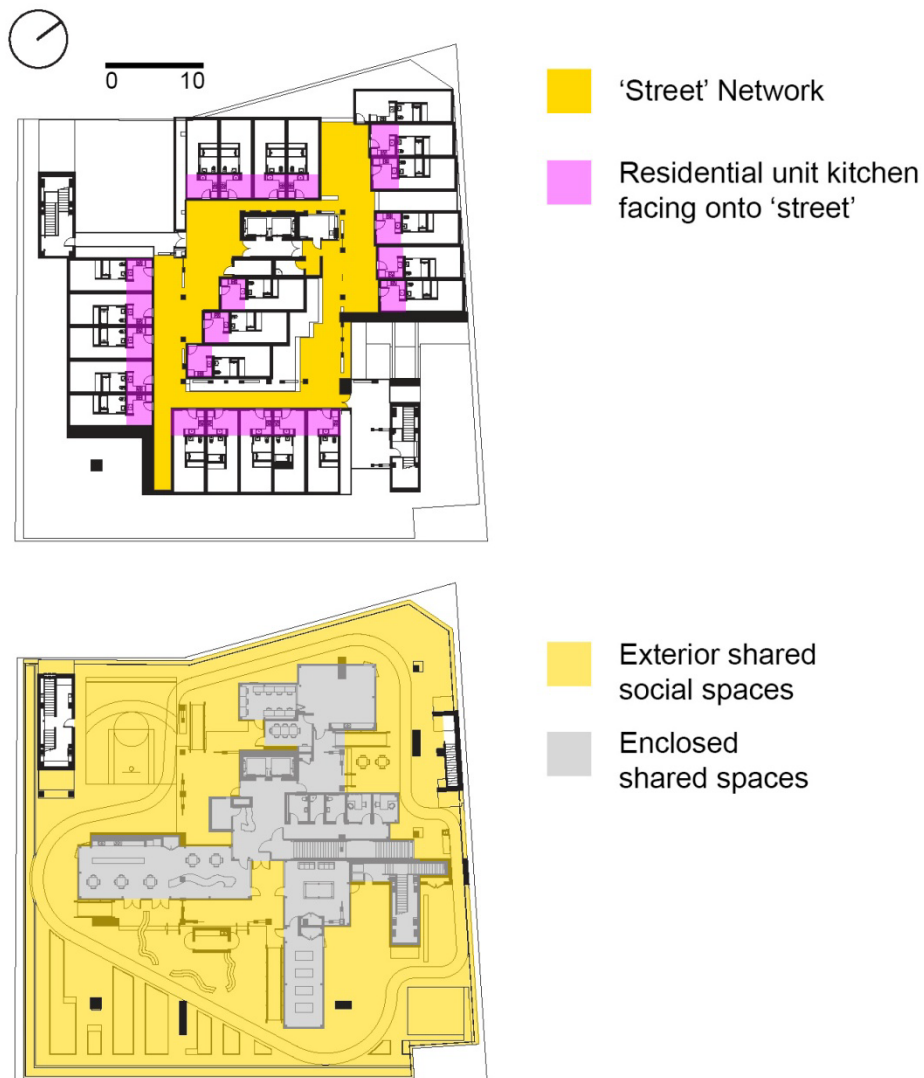 0 10
‘Street’ Network
Residential unit kitchen
facing onto ‘street’
Exterior shared
social spaces
Enclosed
shared spaces